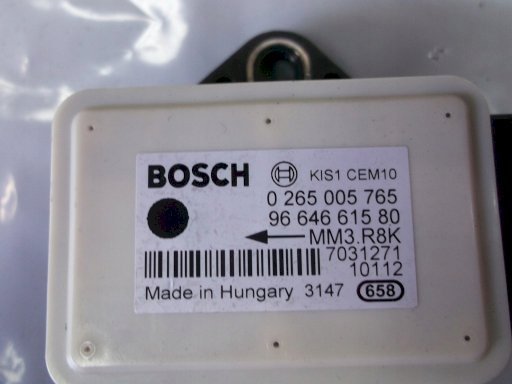 BOSCH KIS1 CEM10
0 265 005 765
96 646 615 80
MM3.R8K
7031271
10112
Made in Hungary 3147 658